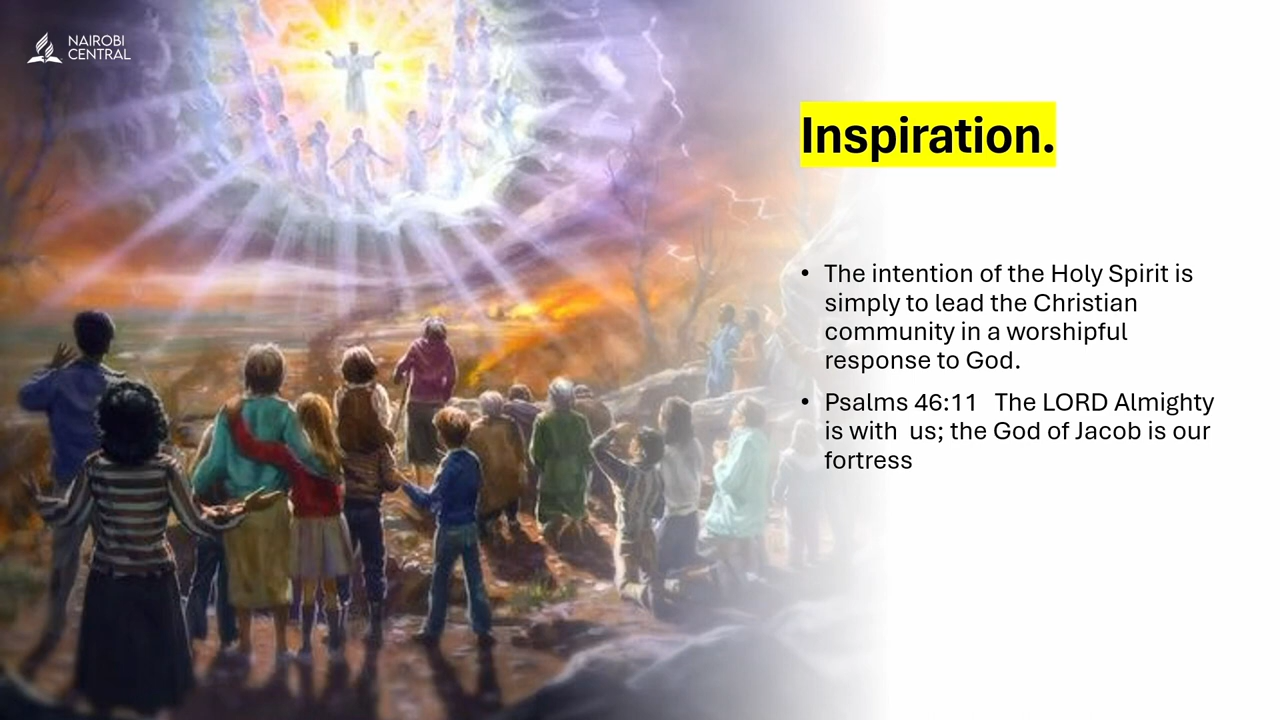 NAIROBI
CENTRAL
Inspiration.
• The intention of the Holy Spirit is
simply to lead the Christian
community in a worshipful
response to God.
• Psalms 46:11   The LORD Almighty
is with  us; the God of Jacob is our
fortress